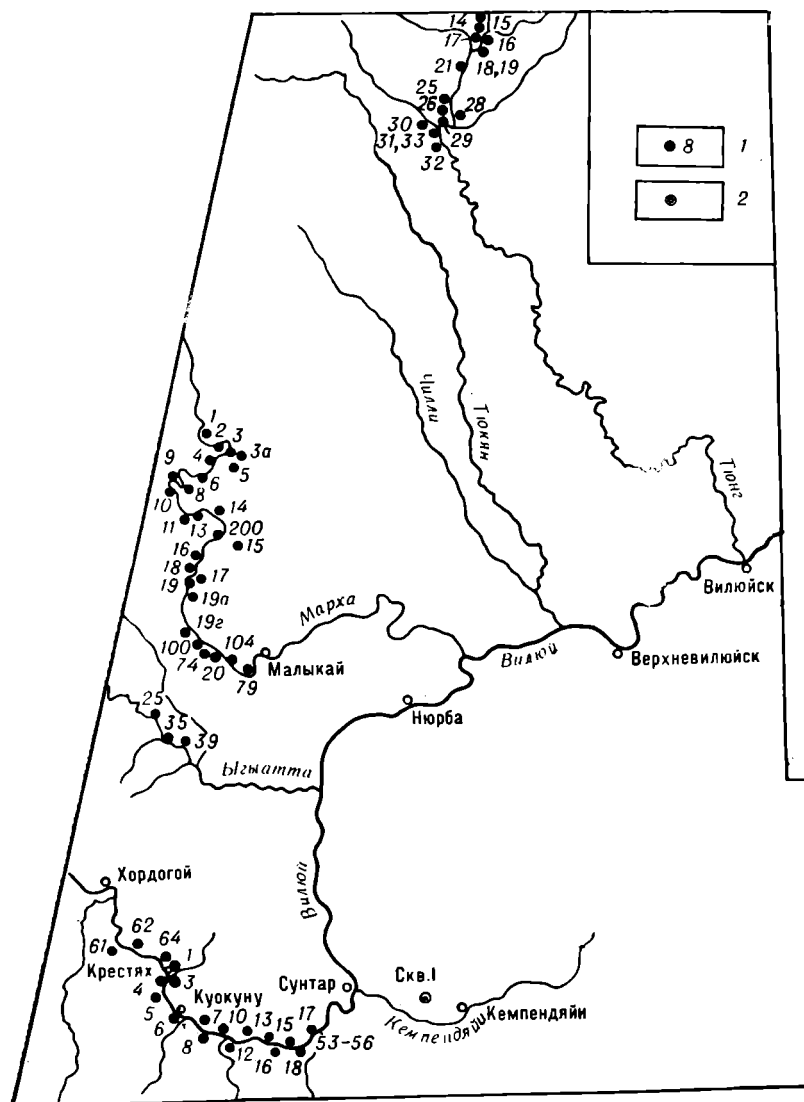 14
15
17
16
18,19
21
25
26
28
30
29
31,33
32
8
1
2
Чилли
Тюкян
Тюнг
1
2
3
3а
4
5
9
6
8
10
14
11
13
200
15
16
18
17
19
19а
Марха
Вилюйск
19г
100
104
74
20
79
Малыкай
Вилюй
Верхневилюйск
Нюрба
25
35
39
Ыгыатта
Хордогой
Вилюй
62
64
61
1
Крестях
3
4
Сунтар
Скв.1
5
Куокуну
Кемпендяйи
Кемпендяйи
6
7
10
13
15
17
53-56
8
12
16
18